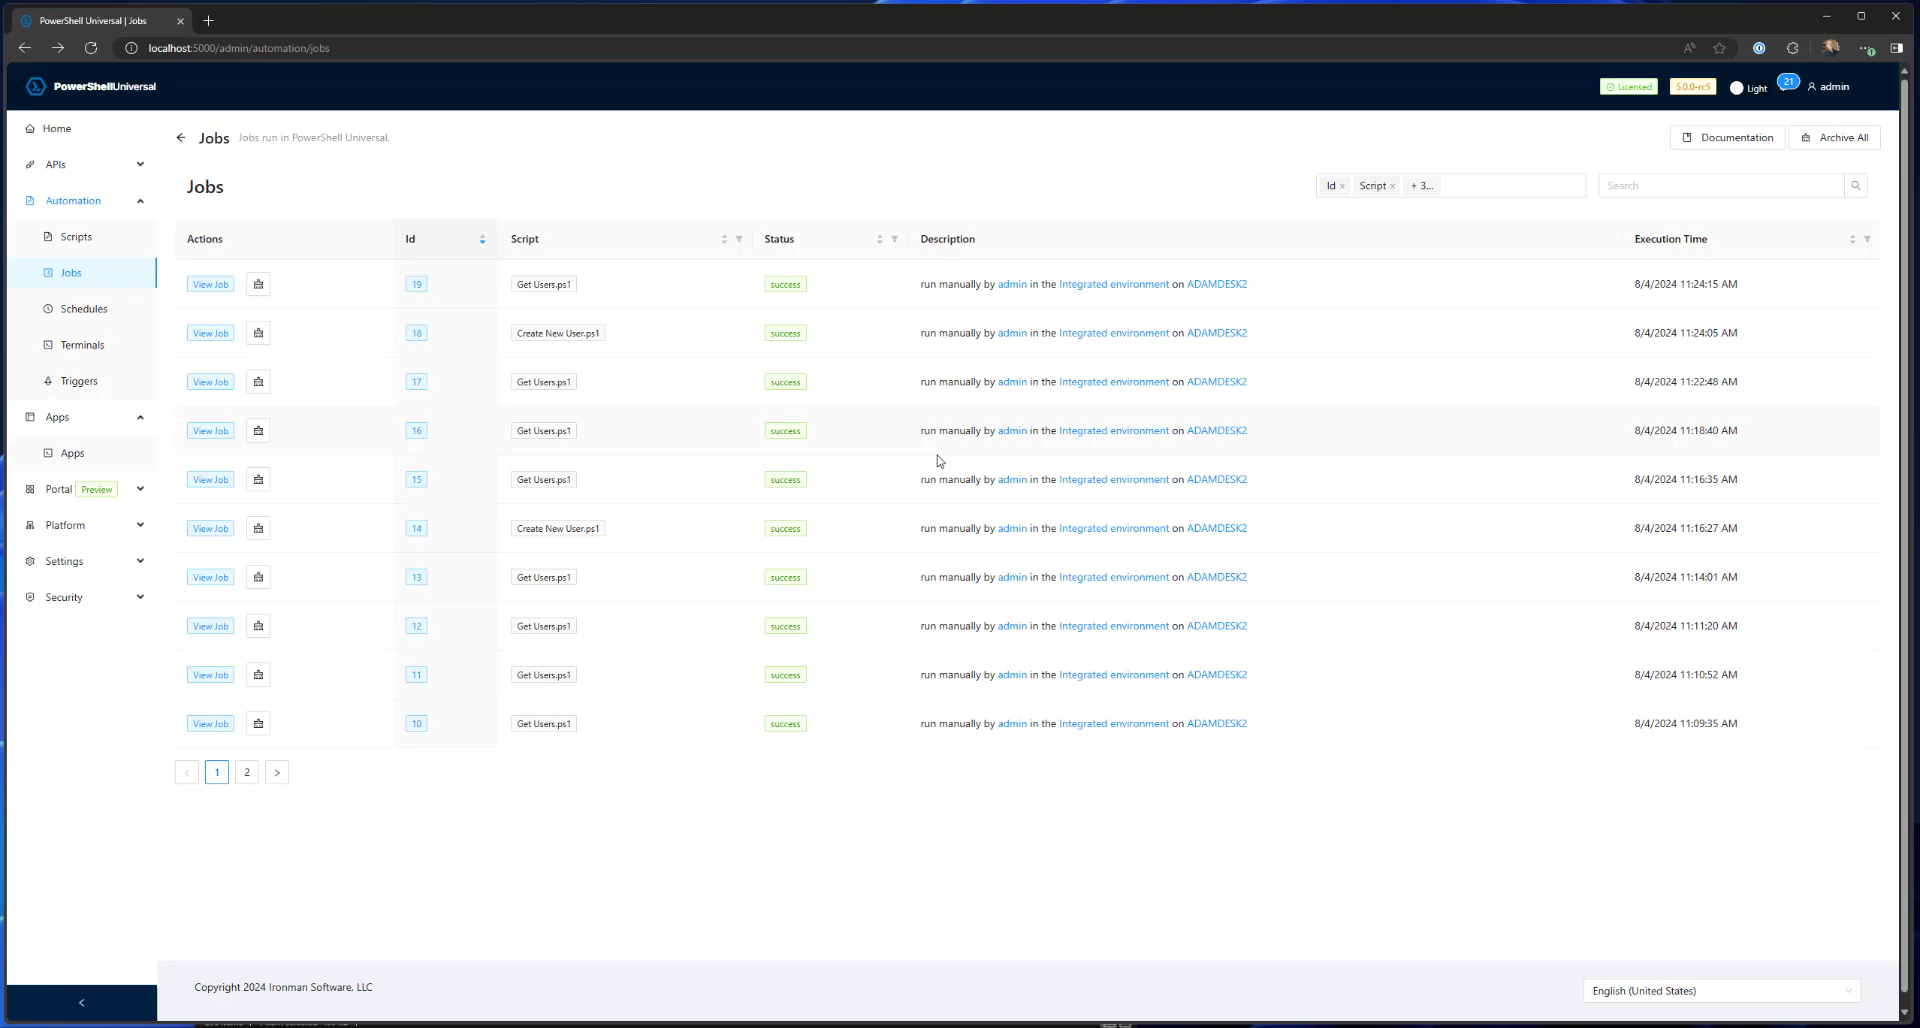 PowerShell Universal | Jobs
localhost:5000/admin/automation/jobs
PowerShellUniversal
Licensed
5.0.0-rc5
Light
21
admin
Home
APIs
Automation
Scripts
Jobs
Schedules
Terminals
Triggers
Apps
Apps
Portal Preview
Platform
Settings
Security
Jobs Jobs run in PowerShell Universal.
Documentation
Archive All
Jobs
Id × Script × + 3...
Search
Actions Id Script Status Description Execution Time
View Job 19 Get Users.ps1 success run manually by admin in the Integrated environment on ADAMDESK2 8/4/2024 11:24:15 AM
View Job 18 Create New User.ps1 success run manually by admin in the Integrated environment on ADAMDESK2 8/4/2024 11:24:05 AM
View Job 17 Get Users.ps1 success run manually by admin in the Integrated environment on ADAMDESK2 8/4/2024 11:22:48 AM
View Job 16 Get Users.ps1 success run manually by admin in the Integrated environment on ADAMDESK2 8/4/2024 11:18:40 AM
View Job 15 Get Users.ps1 success run manually by admin in the Integrated environment on ADAMDESK2 8/4/2024 11:16:35 AM
View Job 14 Create New User.ps1 success run manually by admin in the Integrated environment on ADAMDESK2 8/4/2024 11:16:27 AM
View Job 13 Get Users.ps1 success run manually by admin in the Integrated environment on ADAMDESK2 8/4/2024 11:14:01 AM
View Job 12 Get Users.ps1 success run manually by admin in the Integrated environment on ADAMDESK2 8/4/2024 11:11:20 AM
View Job 11 Get Users.ps1 success run manually by admin in the Integrated environment on ADAMDESK2 8/4/2024 11:10:52 AM
View Job 10 Get Users.ps1 success run manually by admin in the Integrated environment on ADAMDESK2 8/4/2024 11:09:35 AM
< 1 2 >
Copyright 2024 Ironman Software, LLC
English (United States)